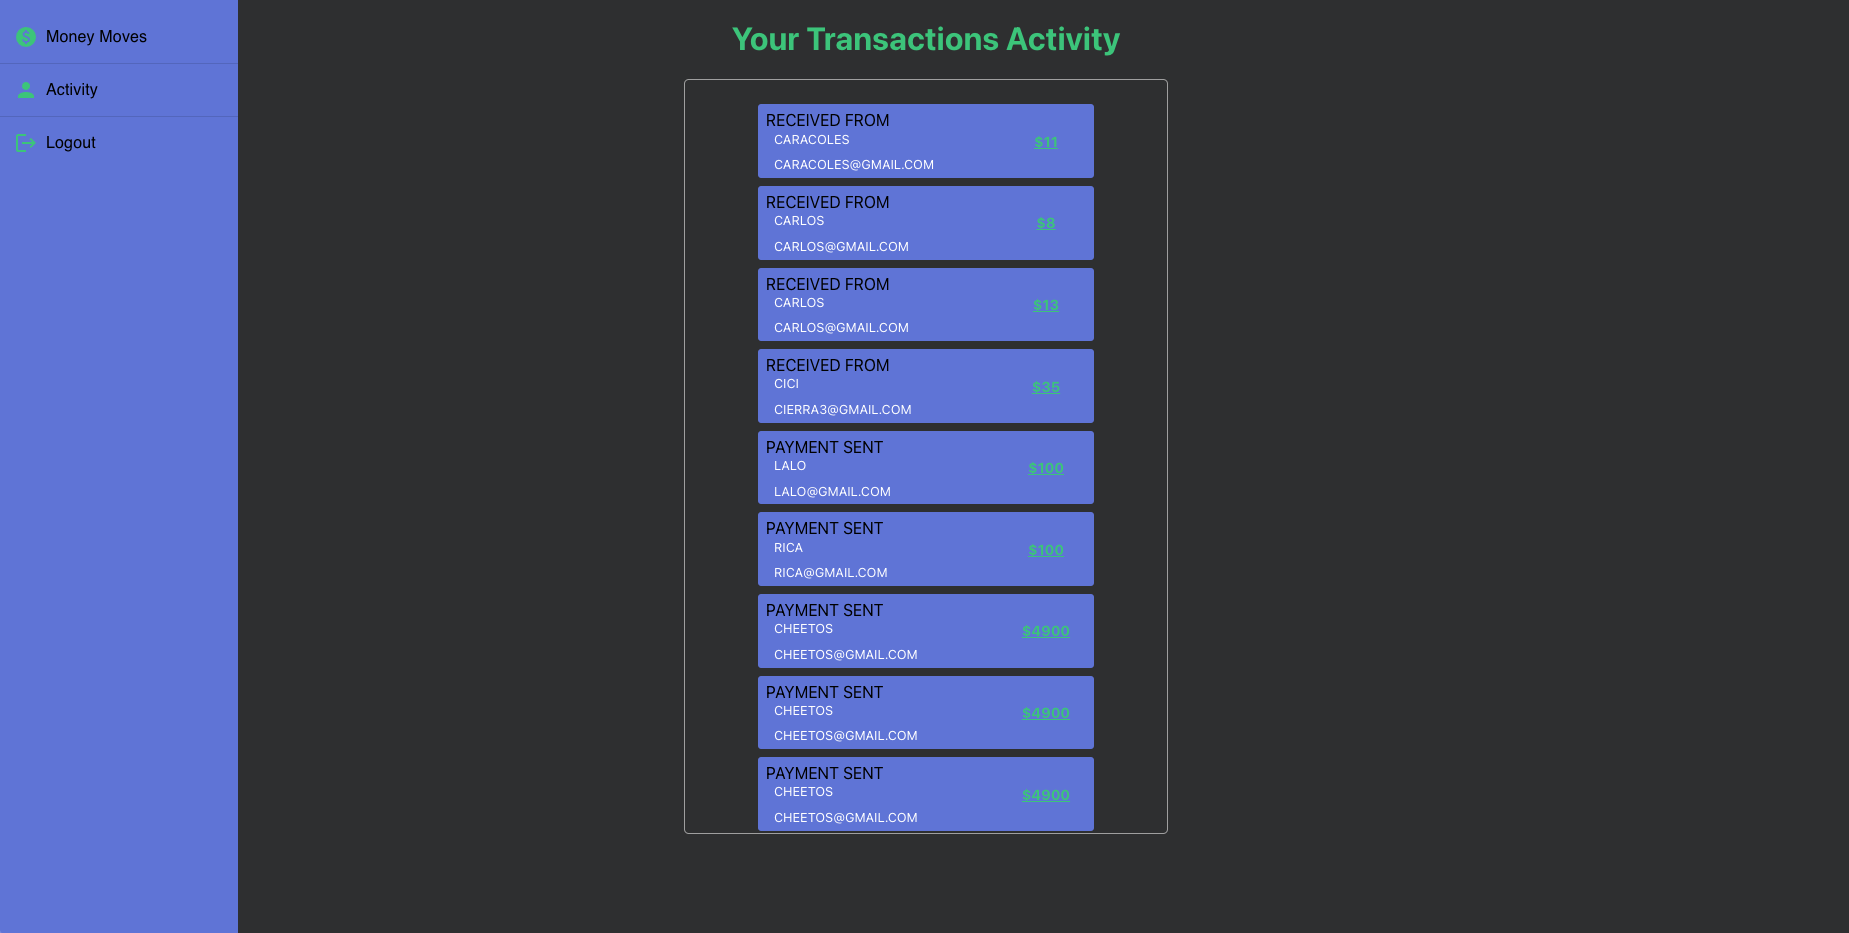 Money Moves
Activity
Logout
Your Transactions Activity
RECEIVED FROM
CARACOLES
$11
CARACOLES@GMAIL.COM
RECEIVED FROM
CARLOS
$8
CARLOS@GMAIL.COM
RECEIVED FROM
CARLOS
$13
CARLOS@GMAIL.COM
RECEIVED FROM
CICI
$35
CIERRA3@GMAIL.COM
PAYMENT SENT
LALO
$100
LALO@GMAIL.COM
PAYMENT SENT
RICA
$100
RICA@GMAIL.COM
PAYMENT SENT
CHEETOS
$4900
CHEETOS@GMAIL.COM
PAYMENT SENT
CHEETOS
$4900
CHEETOS@GMAIL.COM
PAYMENT SENT
CHEETOS
$4900
CHEETOS@GMAIL.COM